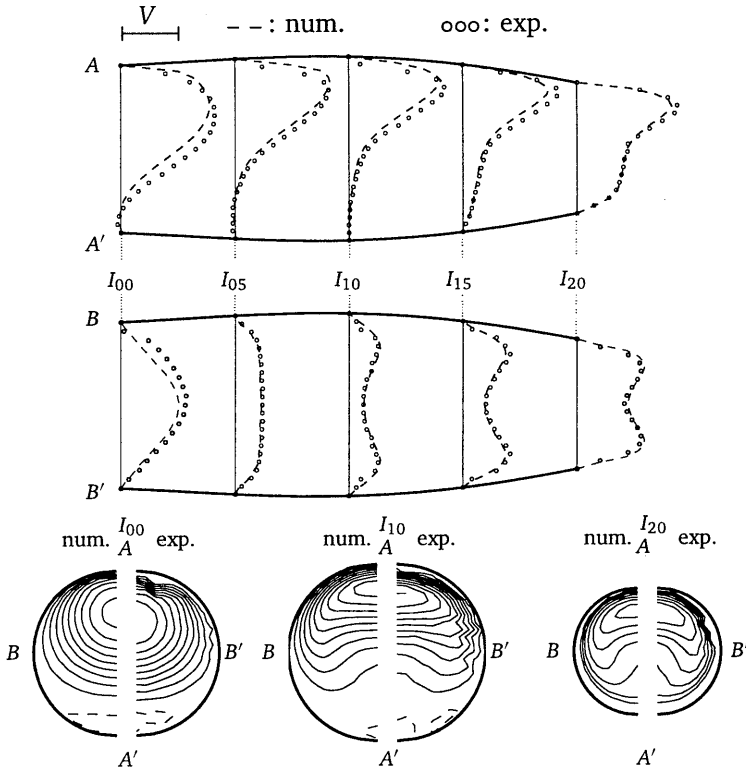 V
– – : num. ooo: exp.
A
A′
I₀₀ I₀₅ I₁₀ I₁₅ I₂₀
B
B′
I₀₀ I₁₀ I₂₀
num. A exp. num. A exp. num. A exp.
B B′ B B′ B B′
A′ A′ A′